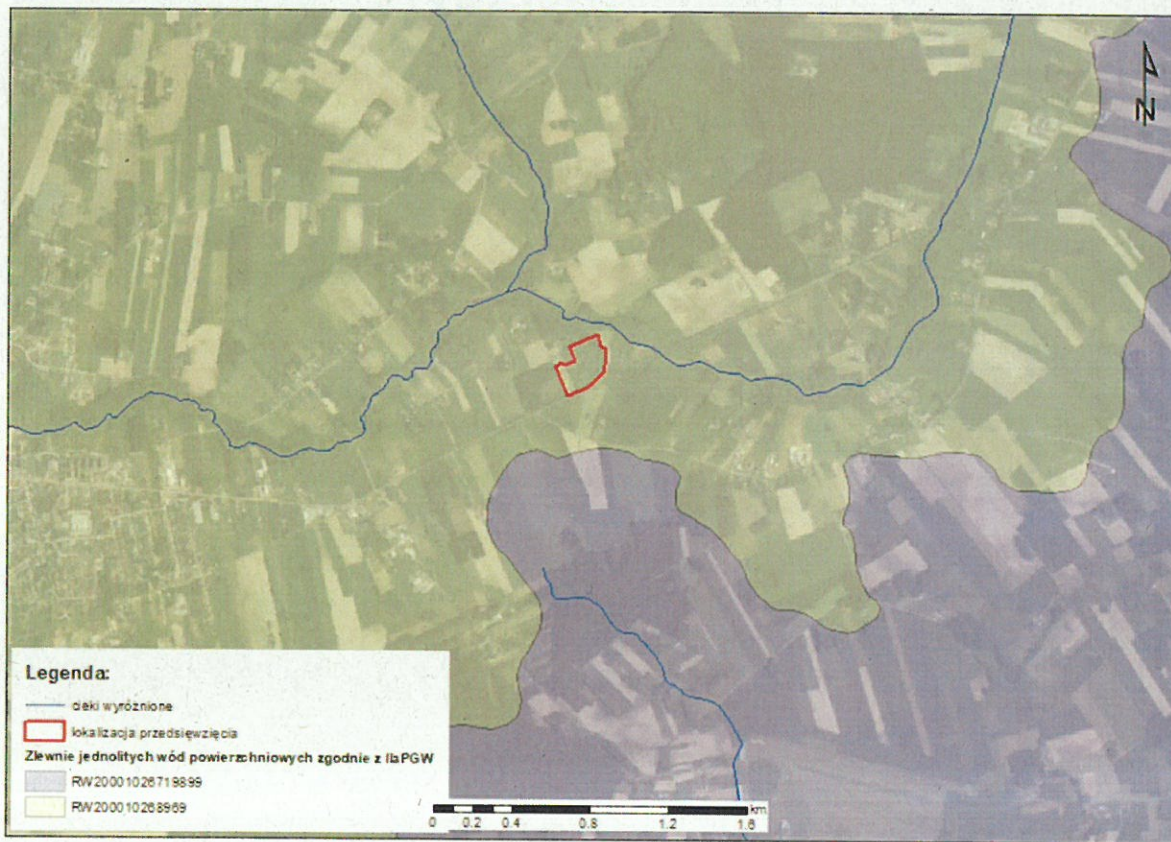 N
Legenda:
cieki wyróżnione
lokalizacja przedsięwzięcia
Zlewnie jednolitych wód powierzchniowych zgodnie z IIaPGW
RW20001026719899
RW200010268969
km
0 0.2 0.4 0.8 1.2 1.6